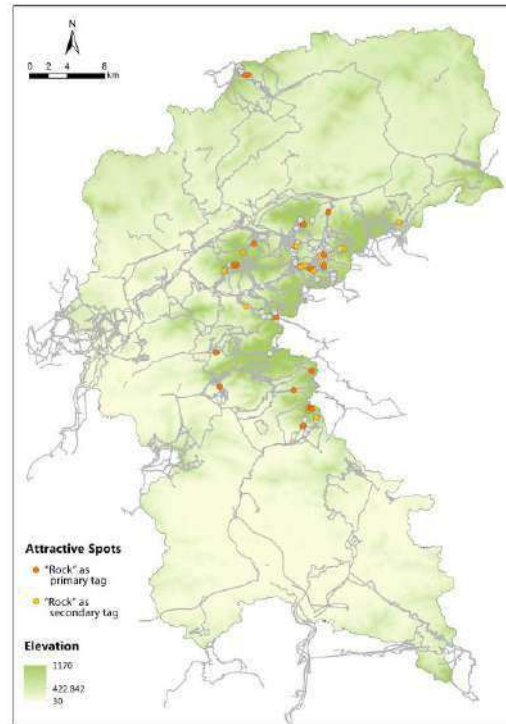 N
0 2 4 8
km
Attractive Spots
"Rock" as
primary tag
"Rock" as
secondary tag
Elevation
1170
422.842
30